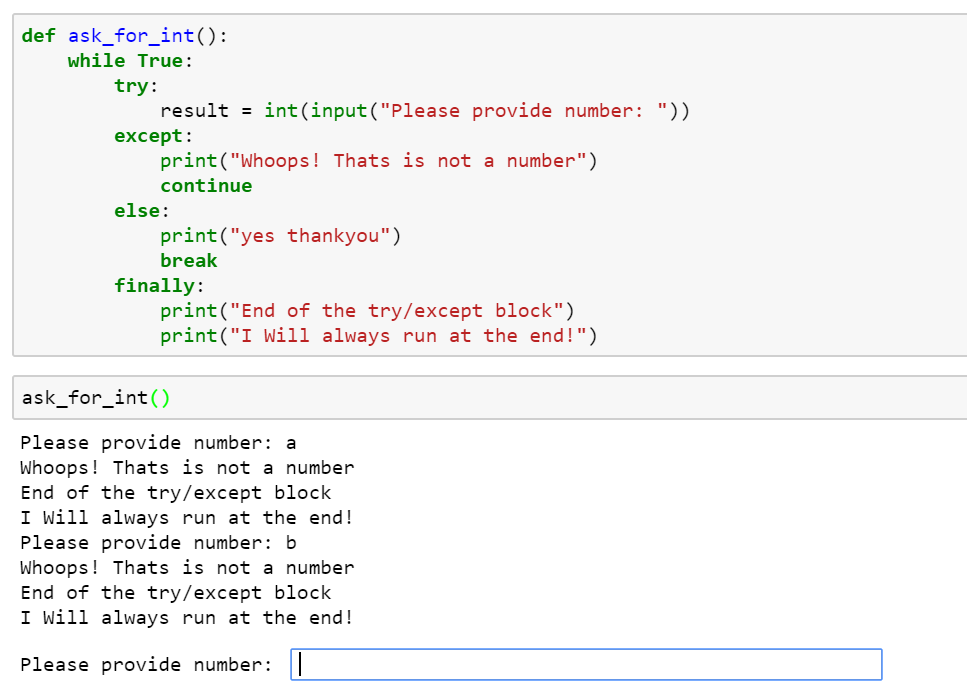 def ask_for_int():
    while True:
        try:
            result = int(input("Please provide number: "))
        except:
            print("Whoops! Thats is not a number")
            continue
        else:
            print("yes thankyou")
            break
        finally:
            print("End of the try/except block")
            print("I Will always run at the end!")
ask_for_int()
Please provide number: a
Whoops! Thats is not a number
End of the try/except block
I Will always run at the end!
Please provide number: b
Whoops! Thats is not a number
End of the try/except block
I Will always run at the end!
Please provide number: